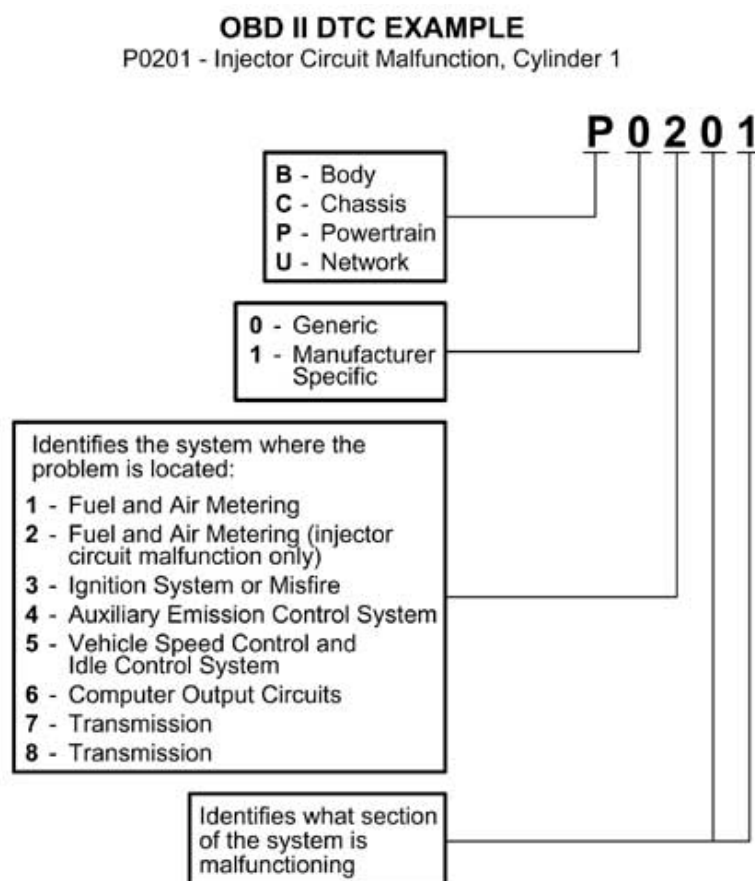 OBD II DTC EXAMPLE
P0201 - Injector Circuit Malfunction, Cylinder 1
P 0 2 0 1
B - Body
C - Chassis
P - Powertrain
U - Network
0 - Generic
1 - Manufacturer
Specific
Identifies the system where the
problem is located:
1 - Fuel and Air Metering
2 - Fuel and Air Metering (injector
circuit malfunction only)
3 - Ignition System or Misfire
4 - Auxiliary Emission Control System
5 - Vehicle Speed Control and
Idle Control System
6 - Computer Output Circuits
7 - Transmission
8 - Transmission
Identifies what section
of the system is
malfunctioning